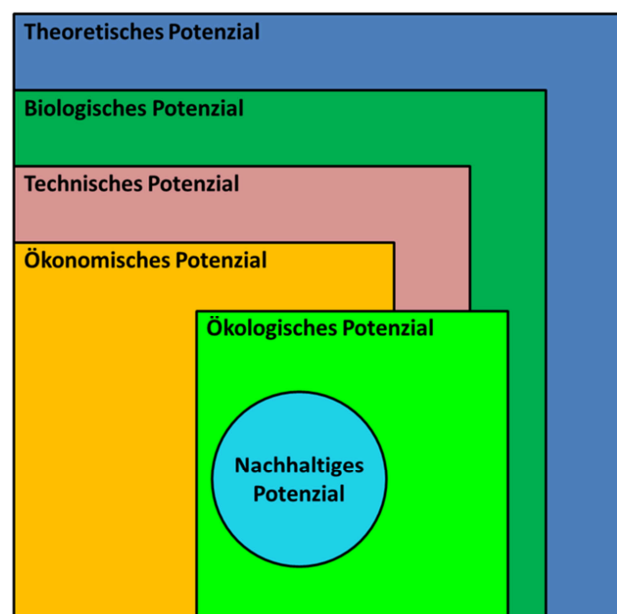 Theoretisches Potenzial
Biologisches Potenzial
Technisches Potenzial
Ökonomisches Potenzial
Ökologisches Potenzial
Nachhaltiges
Potenzial